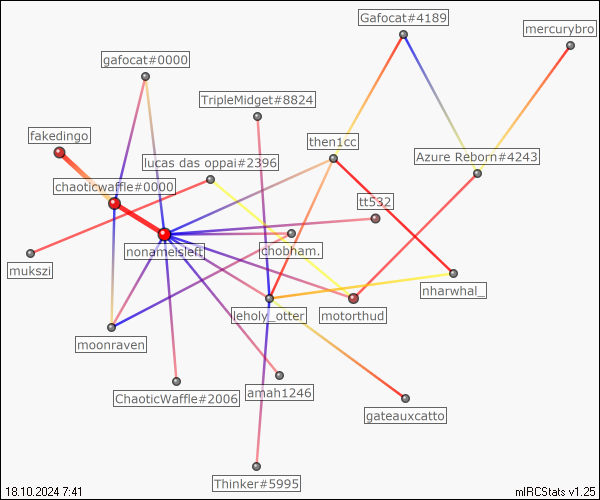 Gafocat#4189
mercurybro
gafocat#0000
TripleMidget#8824
fakedingo
then1cc
lucas das oppai#2396
Azure Reborn#4243
chaoticwaffle#0000
tt532
nonameisleft
chobham.
mukszi
nharwhal_
leholy_otter
motorthud
moonraven
ChaoticWaffle#2006
amah1246
gateauxcatto
Thinker#5995
18.10.2024 7:41
mIRCStats v1.25